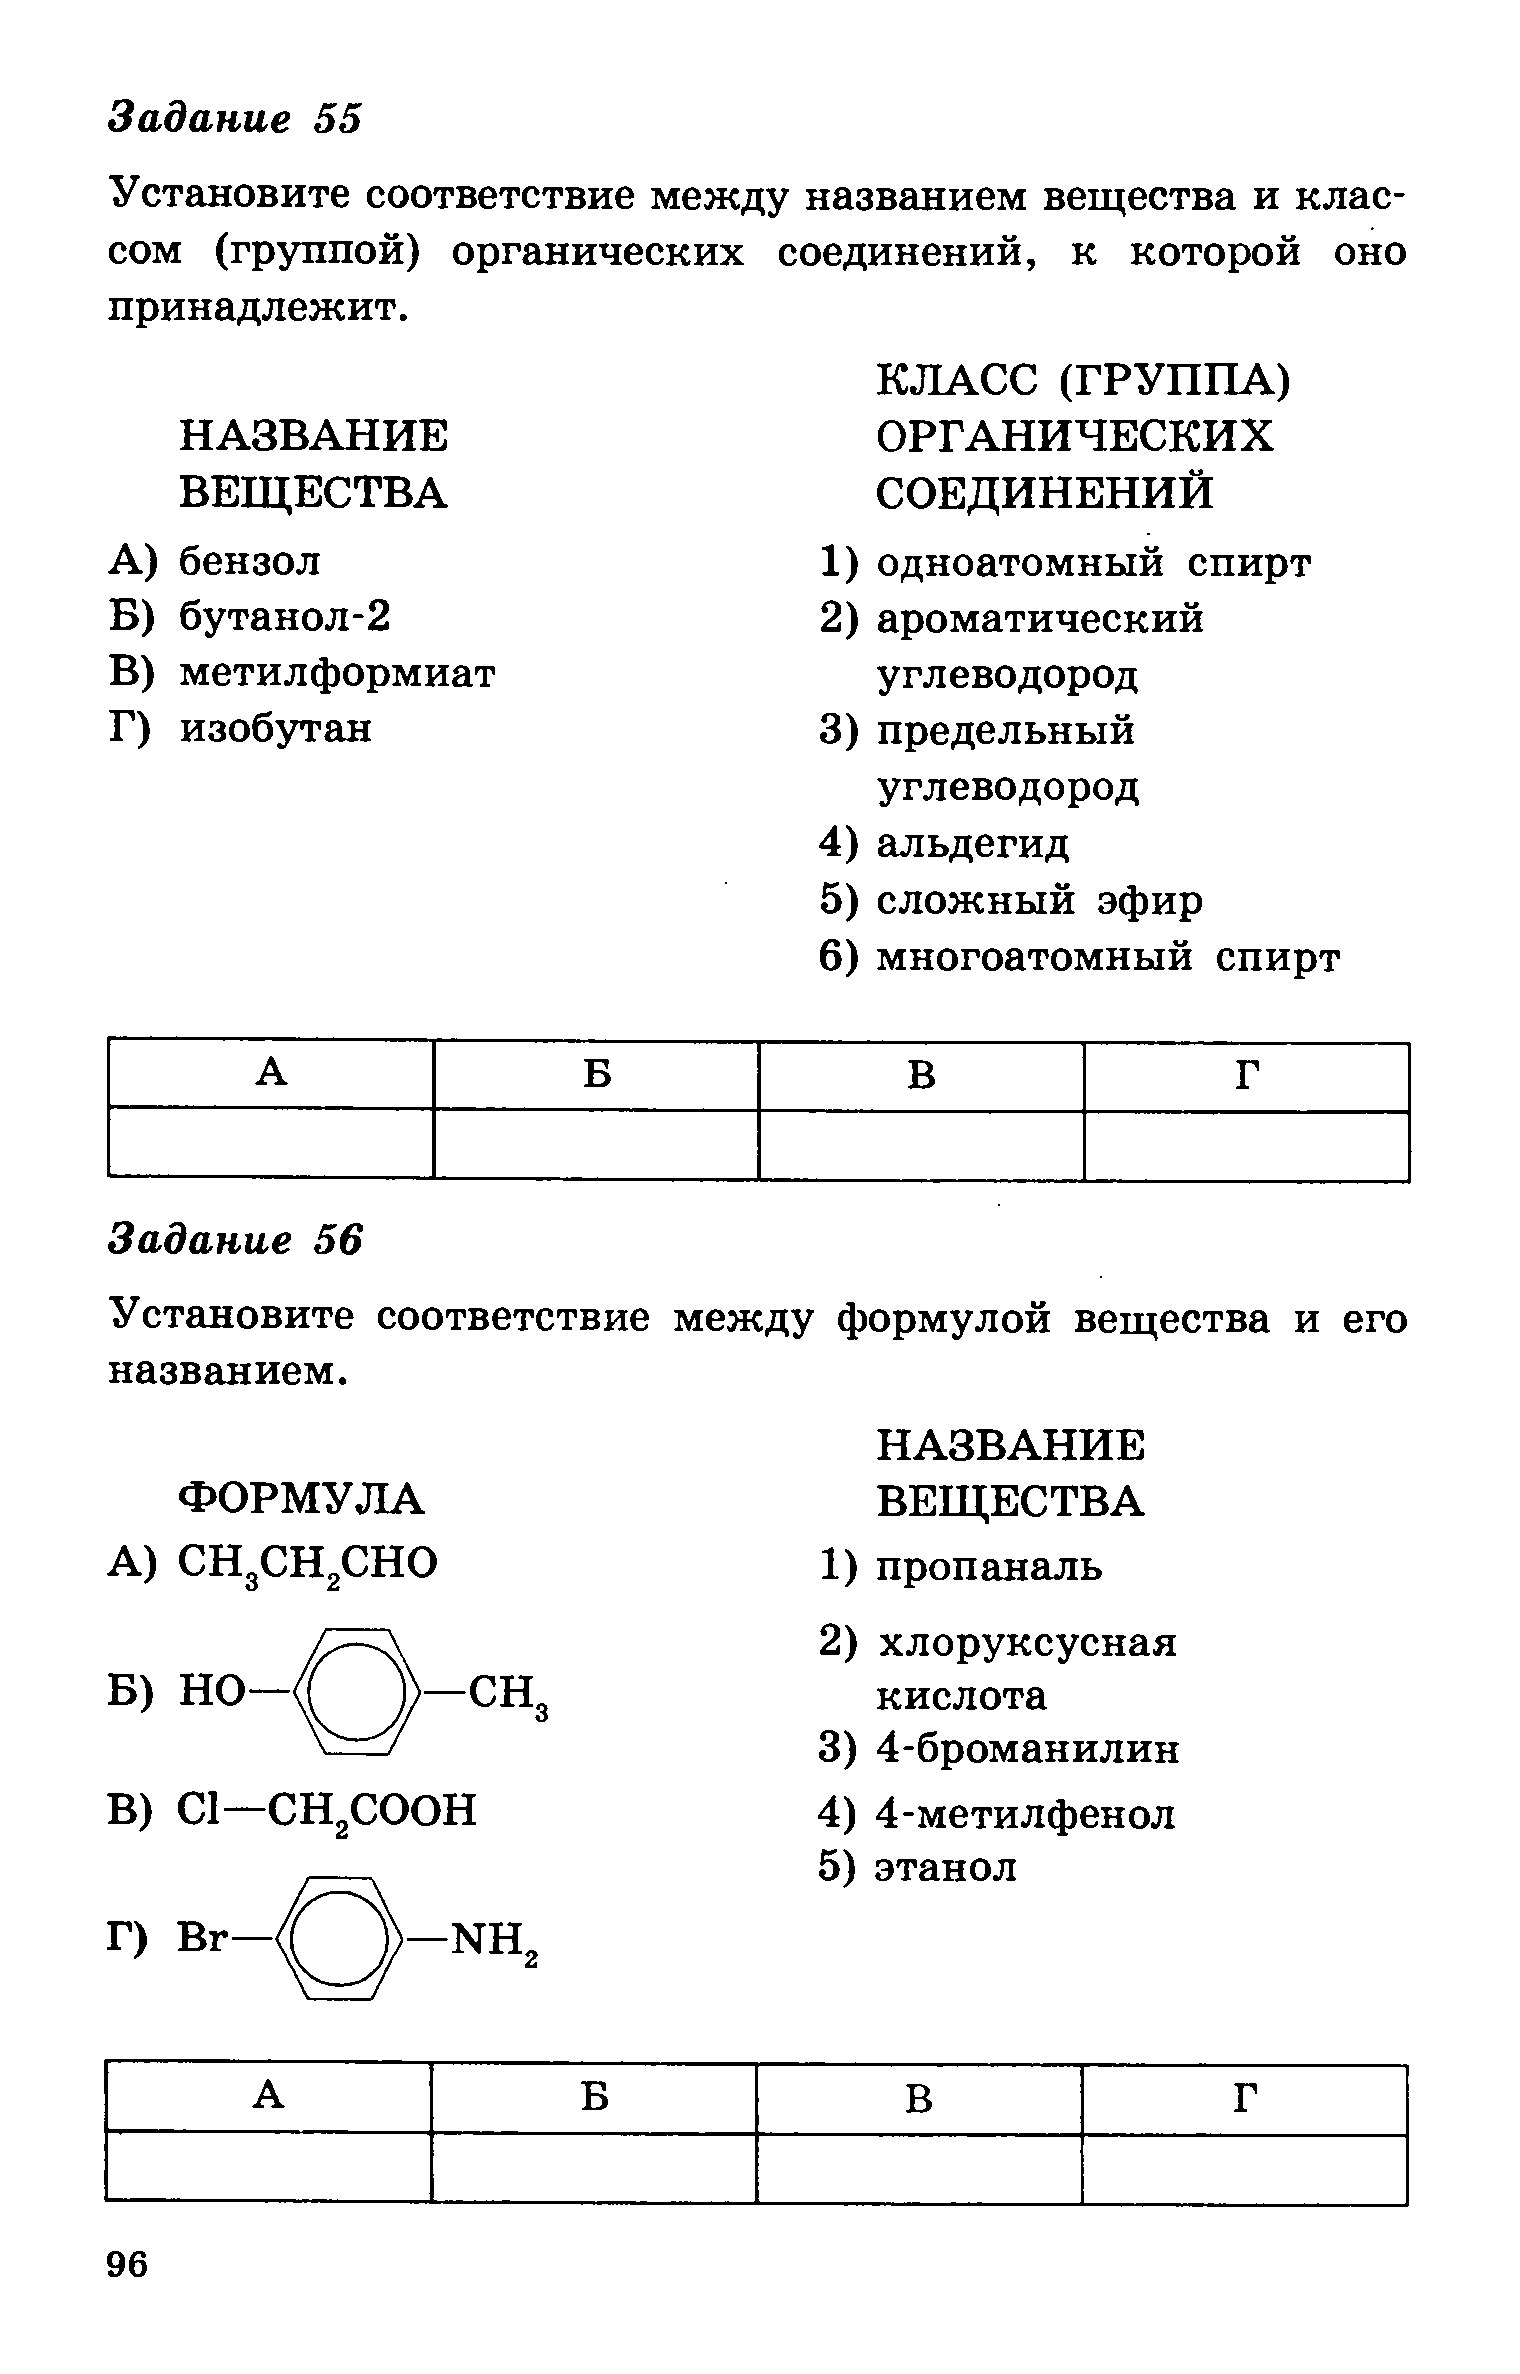 Задание 55
Установите соответствие между названием вещества и клас-
сом (группой) органических соединений, к которой оно
принадлежит.
НАЗВАНИЕ
ВЕЩЕСТВА
А) бензол
Б) бутанол-2
В) метилформиат
Г) изобутан
КЛАСС (ГРУППА)
ОРГАНИЧЕСКИХ
СОЕДИНЕНИЙ
1) одноатомный спирт
2) ароматический
углеводород
3) предельный
углеводород
4) альдегид
5) сложный эфир
6) многоатомный спирт
А Б В Г
Задание 56
Установите соответствие между формулой вещества и его
названием.
ФОРМУЛА
А) CH₃CH₂CHO
Б) HO— —CH₃
В) Cl—CH₂COOH
Г) Br— —NH₂
НАЗВАНИЕ
ВЕЩЕСТВА
1) пропаналь
2) хлоруксусная
кислота
3) 4-броманилин
4) 4-метилфенол
5) этанол
А Б В Г
96